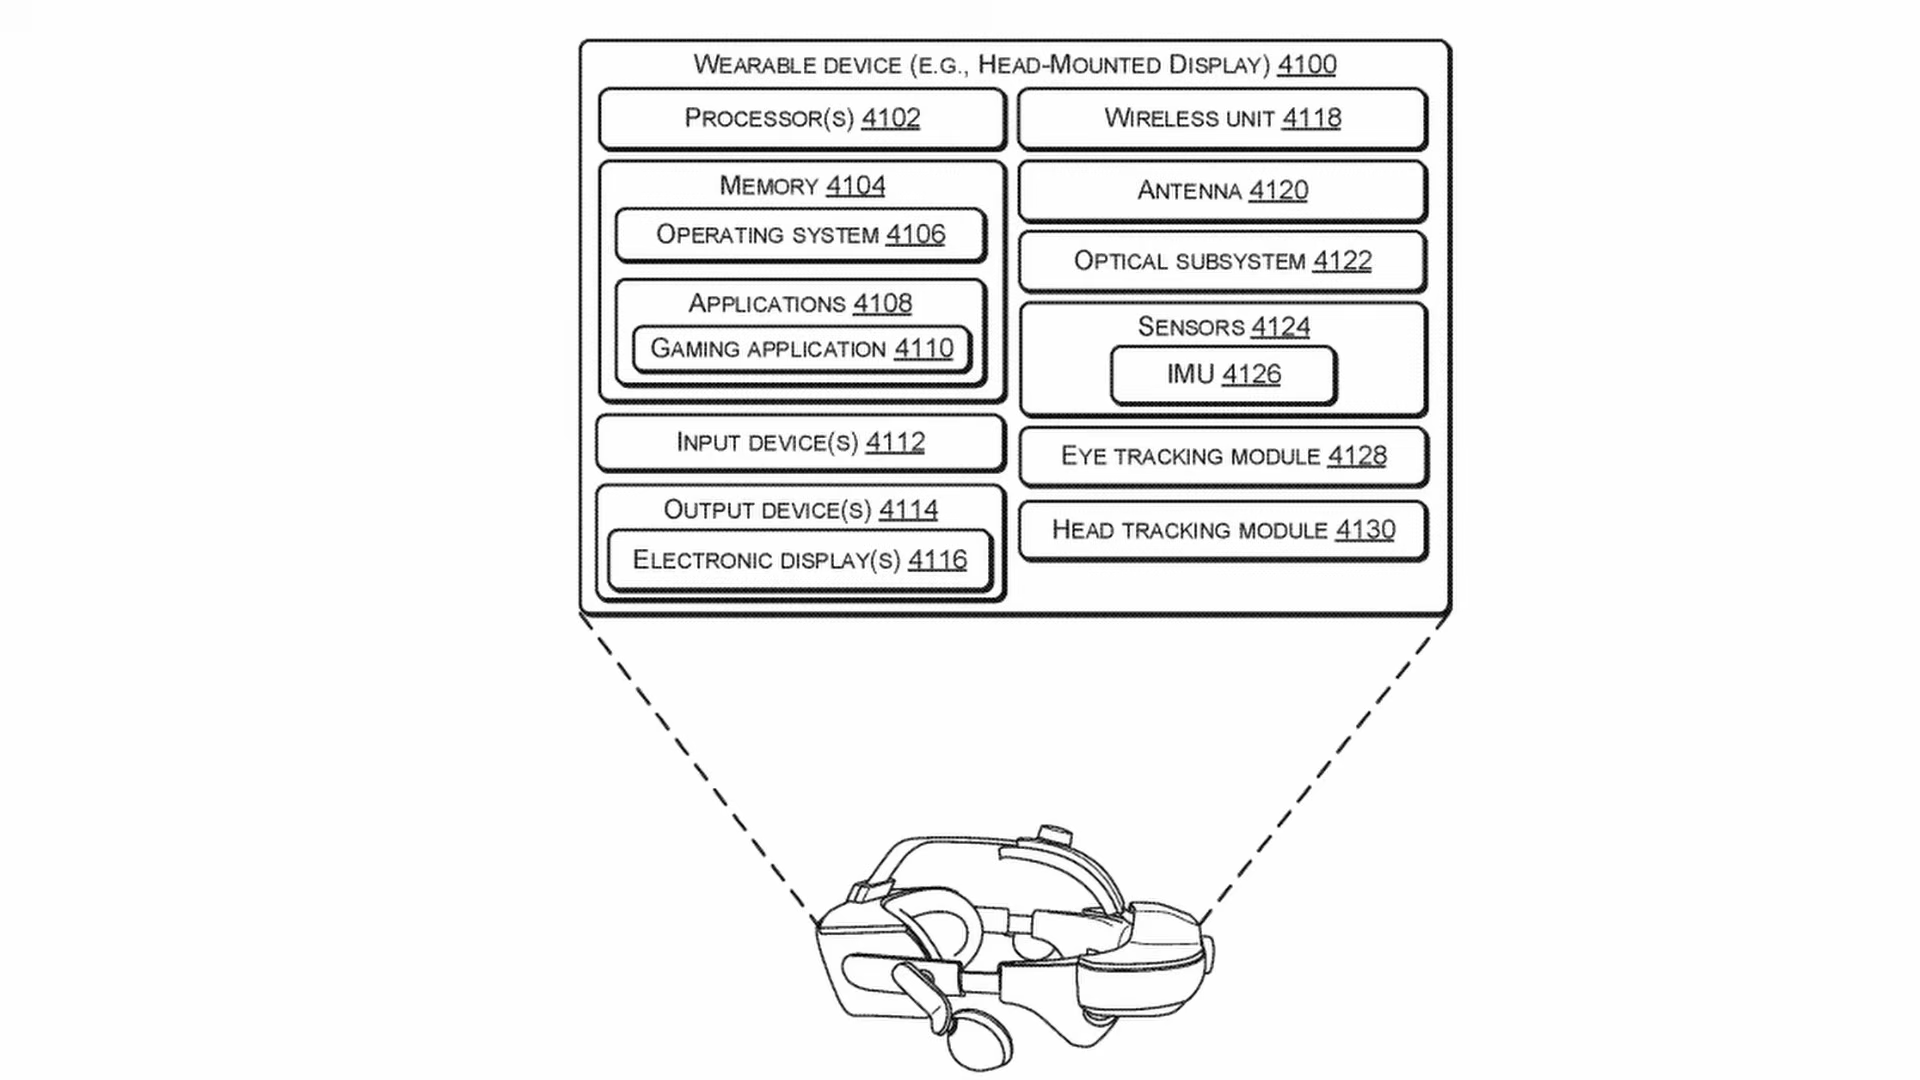 WEARABLE DEVICE (E.G., HEAD-MOUNTED DISPLAY) 4100
PROCESSOR(S) 4102
MEMORY 4104
OPERATING SYSTEM 4106
APPLICATIONS 4108
GAMING APPLICATION 4110
INPUT DEVICE(S) 4112
OUTPUT DEVICE(S) 4114
ELECTRONIC DISPLAY(S) 4116
WIRELESS UNIT 4118
ANTENNA 4120
OPTICAL SUBSYSTEM 4122
SENSORS 4124
IMU 4126
EYE TRACKING MODULE 4128
HEAD TRACKING MODULE 4130